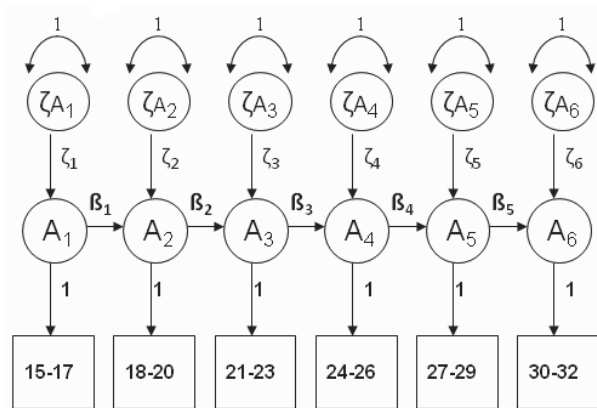 1 1 1 1 1 1
ζA₁ ζA₂ ζA₃ ζA₄ ζA₅ ζA₆
ζ₁ ζ₂ ζ₃ ζ₄ ζ₅ ζ₆
ß₁ ß₂ ß₃ ß₄ ß₅
A₁ A₂ A₃ A₄ A₅ A₆
1 1 1 1 1 1
15-17 18-20 21-23 24-26 27-29 30-32